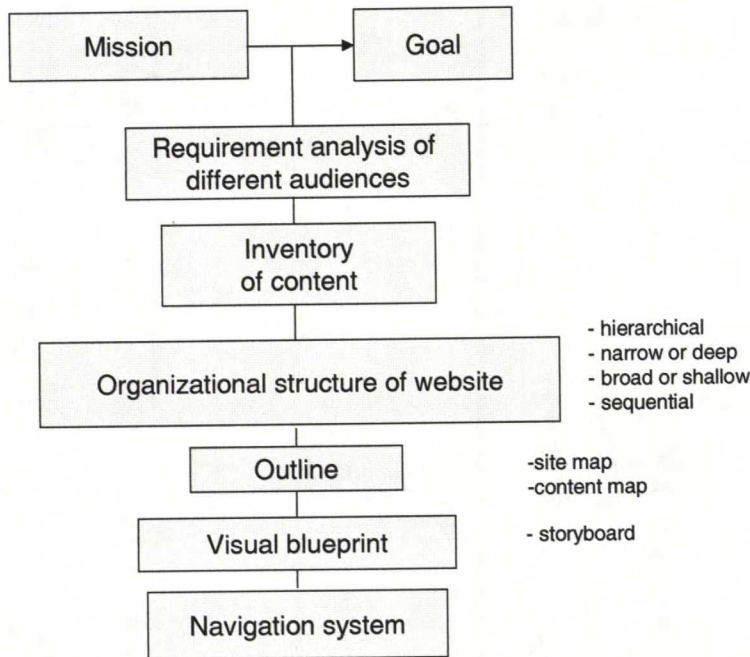 Mission
Goal
Requirement analysis of
different audiences
Inventory
of content
Organizational structure of website
- hierarchical
- narrow or deep
- broad or shallow
- sequential
Outline
-site map
-content map
Visual blueprint
- storyboard
Navigation system